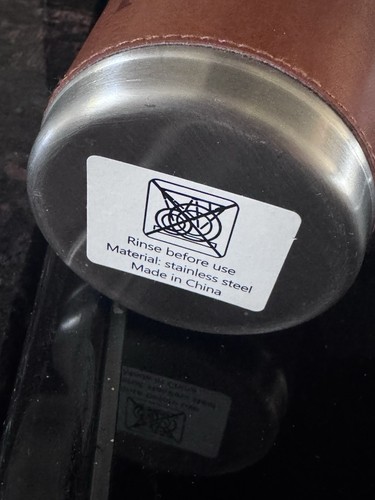 Rinse before use
Material: stainless steel
Made in China